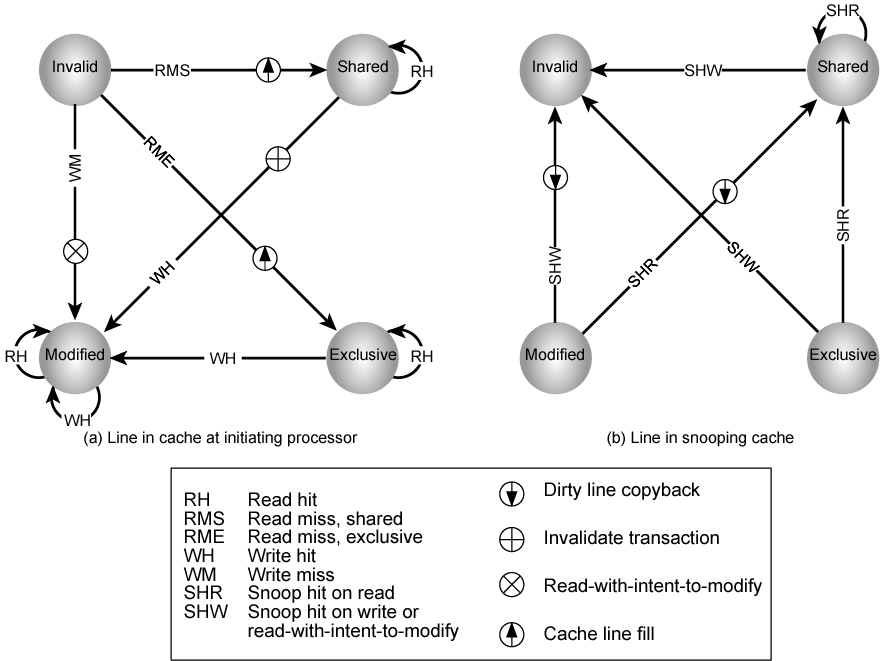 Invalid
RMS
Shared
RH
WM
RME
WH
RH
Modified
WH
Exclusive
RH
WH
(a) Line in cache at initiating processor
SHR
Invalid
SHW
Shared
SHW
SHR
SHW
SHR
Modified
Exclusive
(b) Line in snooping cache
RH Read hit
RMS Read miss, shared
RME Read miss, exclusive
WH Write hit
WM Write miss
SHR Snoop hit on read
SHW Snoop hit on write or
read-with-intent-to-modify
Dirty line copyback
Invalidate transaction
Read-with-intent-to-modify
Cache line fill